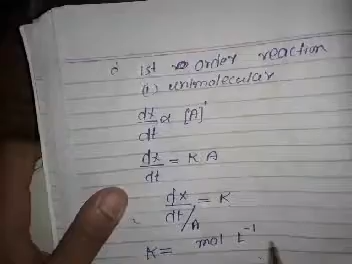 1st order reaction
(i) unimolecular
dx/dt α [A]¹
dx/dt = K A
dx/dt / A = K
K = mol L⁻¹